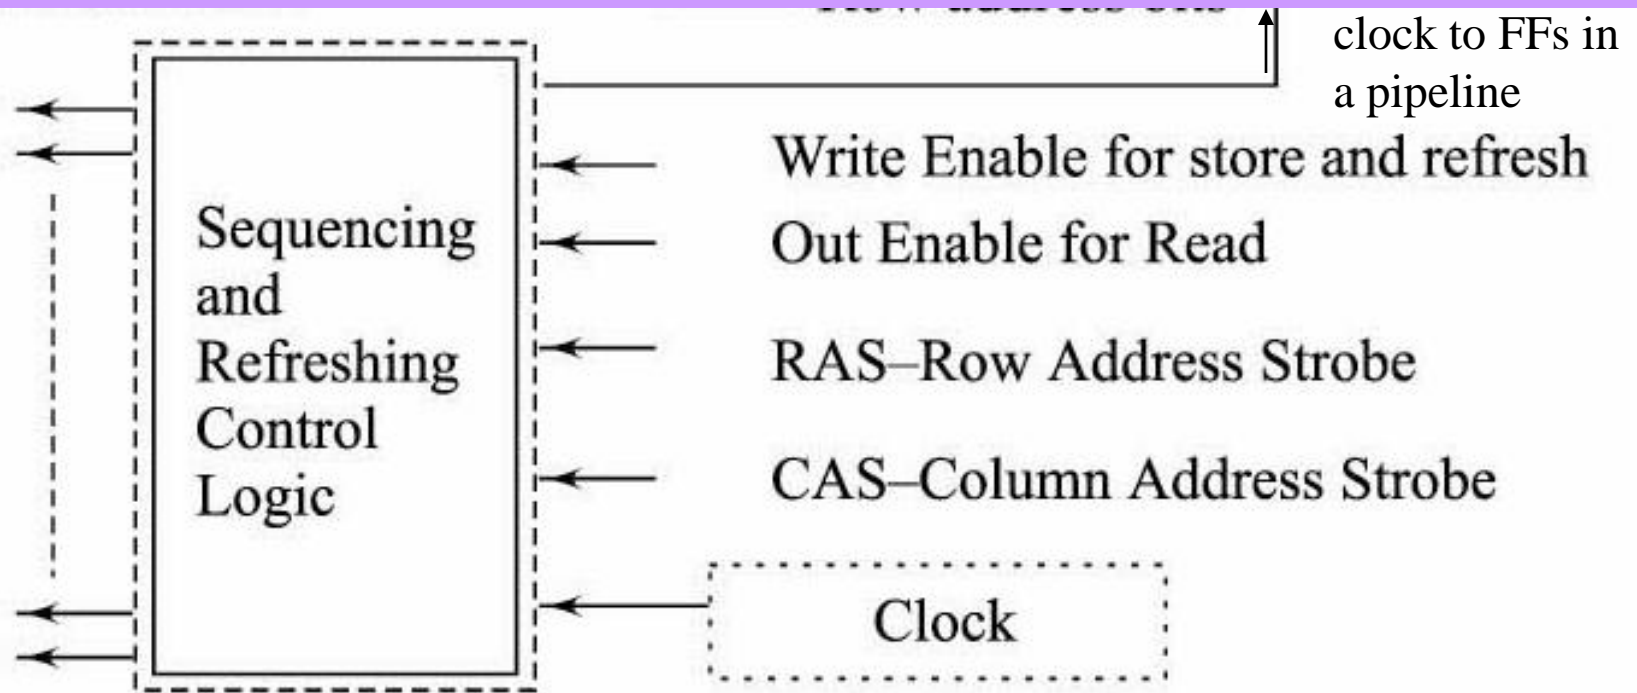 clock to FFs in
a pipeline
Write Enable for store and refresh
Sequencing
and
Refreshing
Control
Logic
Out Enable for Read
RAS–Row Address Strobe
CAS–Column Address Strobe
Clock